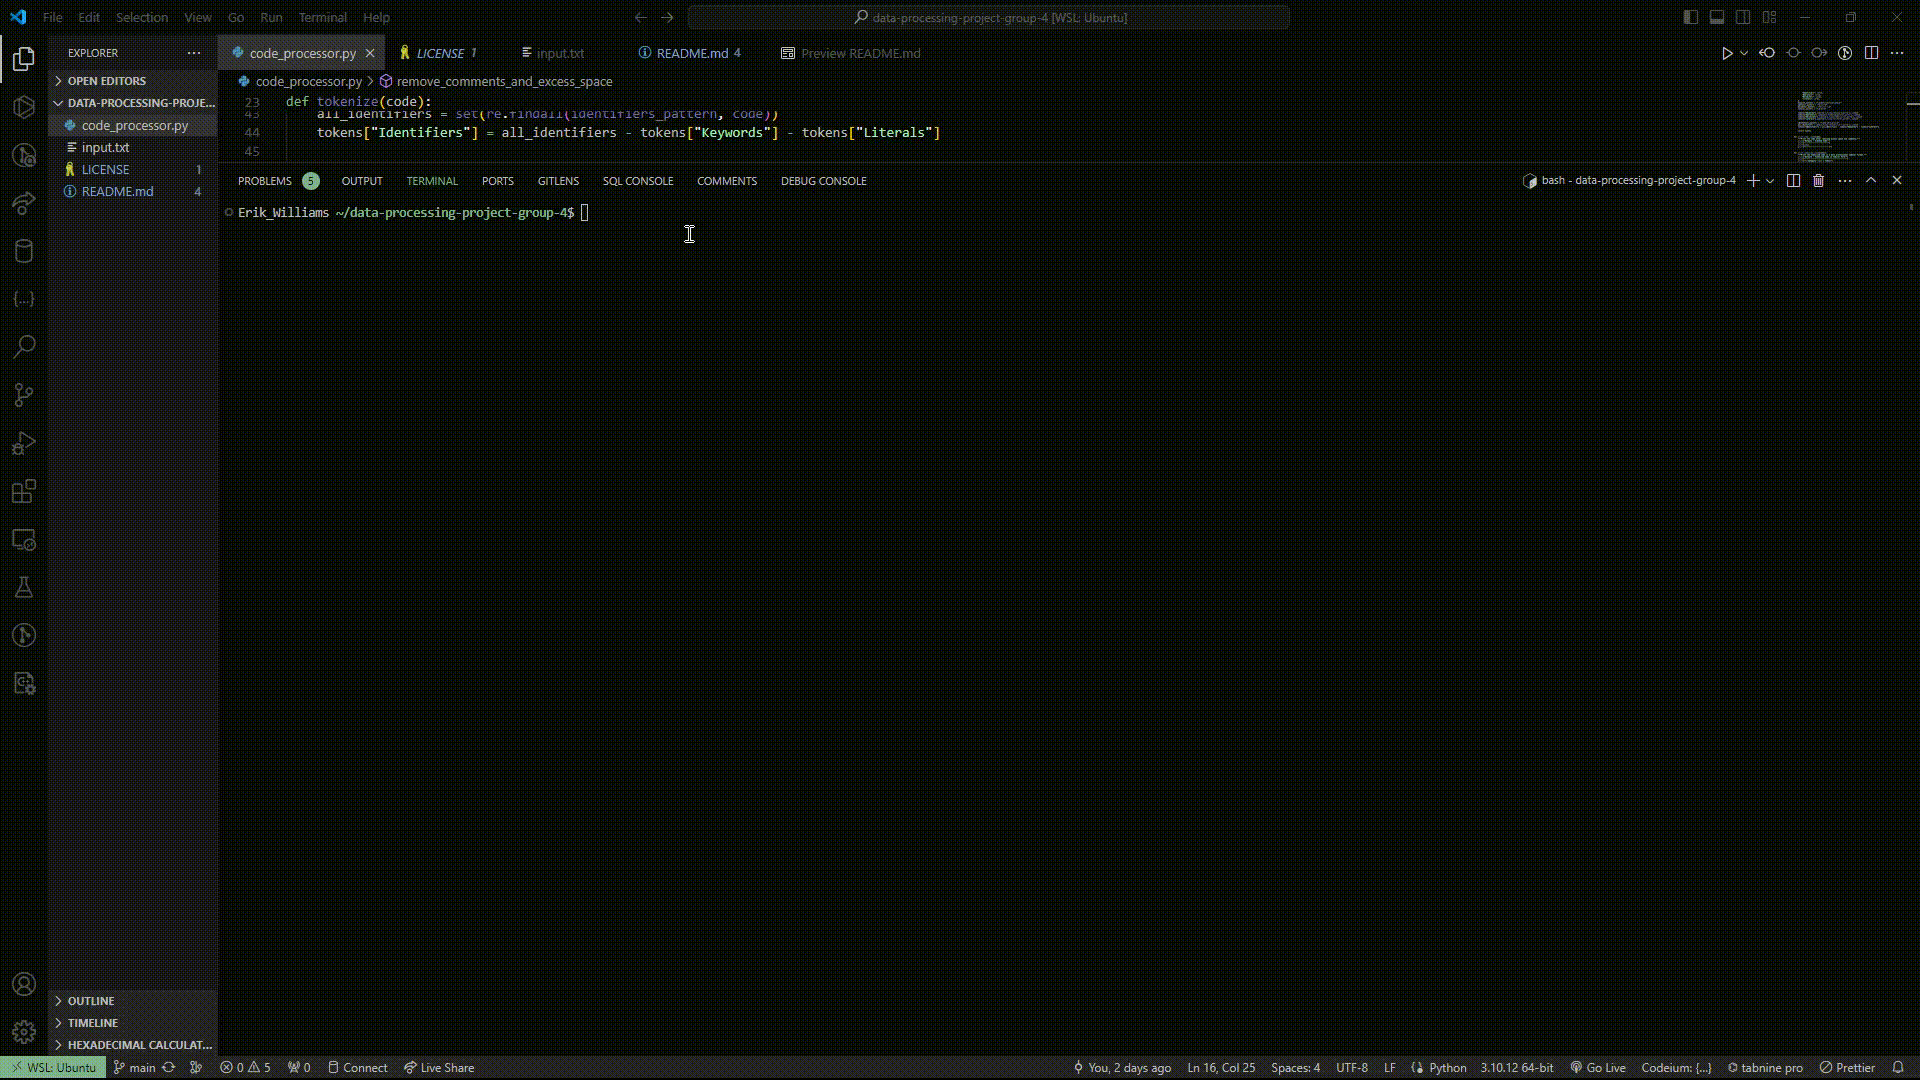 File Edit Selection View Go Run Terminal Help
data-processing-project-group-4 [WSL: Ubuntu]
EXPLORER
OPEN EDITORS
DATA-PROCESSING-PROJE...
code_processor.py
input.txt
LICENSE 1
README.md 4
OUTLINE
TIMELINE
HEXADECIMAL CALCULAT...
code_processor.py LICENSE 1 input.txt README.md 4 Preview README.md
code_processor.py > remove_comments_and_excess_space
23 def tokenize(code):
43 all_identifiers = set(re.findall(identifiers_pattern, code))
44 tokens["Identifiers"] = all_identifiers - tokens["Keywords"] - tokens["Literals"]
45
PROBLEMS 5 OUTPUT TERMINAL PORTS GITLENS SQL CONSOLE COMMENTS DEBUG CONSOLE
bash - data-processing-project-group-4
Erik_Williams ~/data-processing-project-group-4$
WSL: Ubuntu main 0 5 0 Connect Live Share
You, 2 days ago Ln 16, Col 25 Spaces: 4 UTF-8 LF Python 3.10.12 64-bit Go Live Codeium: {...} tabnine pro Prettier